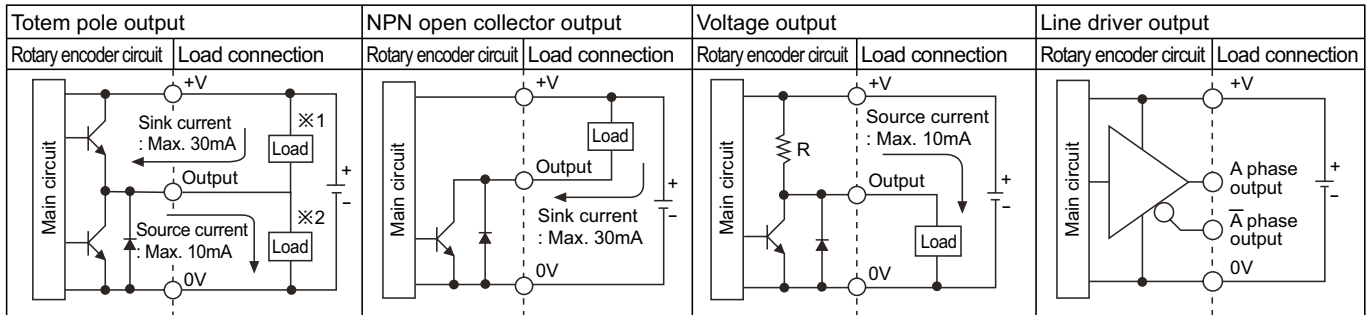 Totem pole output
Rotary encoder circuit
Load connection
+V
Sink current
: Max. 30mA
※1
Load
Main circuit
Output
+
-
※2
Source current
: Max. 10mA
Load
0V
NPN open collector output
Rotary encoder circuit
Load connection
+V
Load
Main circuit
Output
+
-
Sink current
: Max. 30mA
0V
Voltage output
Rotary encoder circuit
Load connection
+V
Source current
: Max. 10mA
R
Main circuit
Output
+
-
Load
0V
Line driver output
Rotary encoder circuit
Load connection
+V
Main circuit
A phase
output
+
-
A̅ phase
output
0V